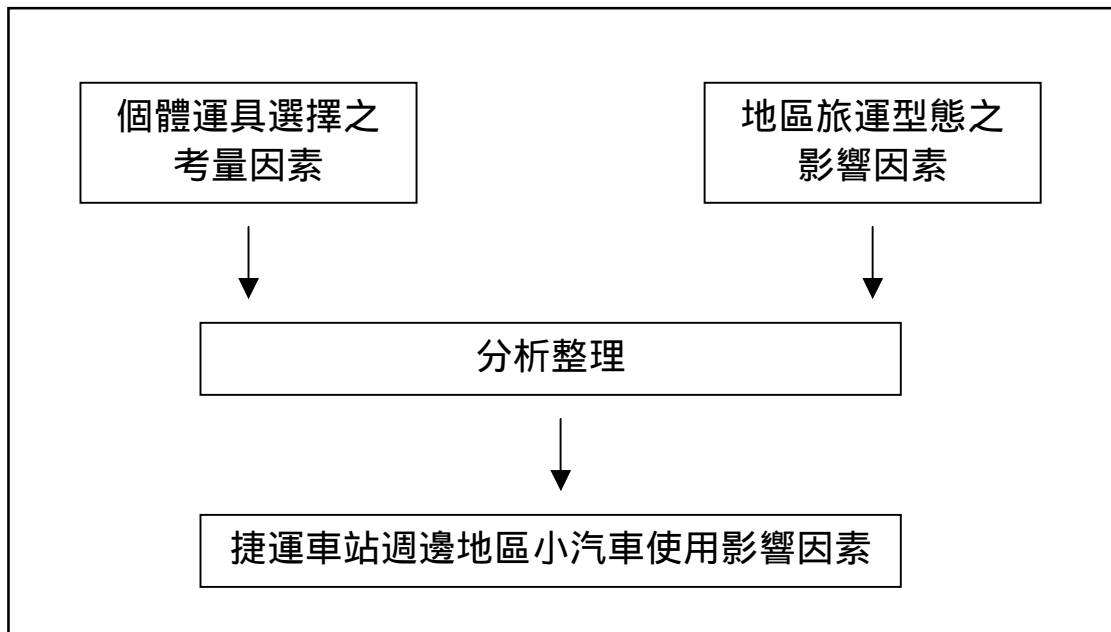 個體運具選擇之
考量因素
地區旅運型態之
影響因素
分析整理
捷運車站週邊地區小汽車使用影響因素